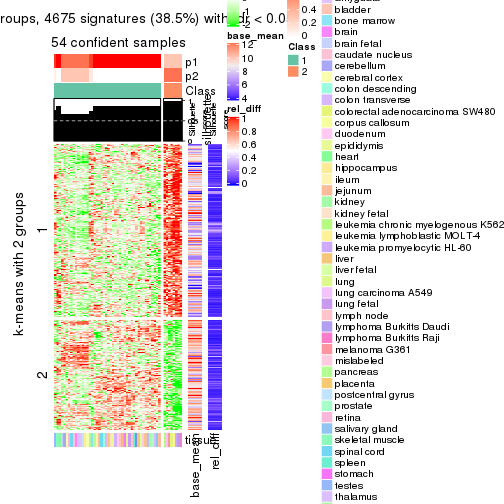 roups, 4675 signatures (38.5%) with fdr < 0.0
54 confident samples
p1
p2
Class
silhouette
1
2
k-means with 2 groups
tissue
base_mean
rel_diff
2
0
-2
base_mean
12
10
8
6
4
rel_diff
1
0.8
0.6
0.4
0.2
0
0.4
0.2
0
Class
1
2
bladder
bone marrow
brain
brain fetal
caudate nucleus
cerebellum
cerebral cortex
colon descending
colon transverse
colorectal adenocarcinoma SW480
corpus callosum
duodenum
epididymis
heart
hippocampus
ileum
jejunum
kidney
kidney fetal
leukemia chronic myelogenous K562
leukemia lymphoblastic MOLT-4
leukemia promyelocytic HL-60
liver
liver fetal
lung
lung carcinoma A549
lung fetal
lymph node
lymphoma Burkitts Daudi
lymphoma Burkitts Raji
melanoma G361
mislabeled
pancreas
placenta
postcentral gyrus
prostate
retina
salivary gland
skeletal muscle
spinal cord
spleen
stomach
testes
thalamus